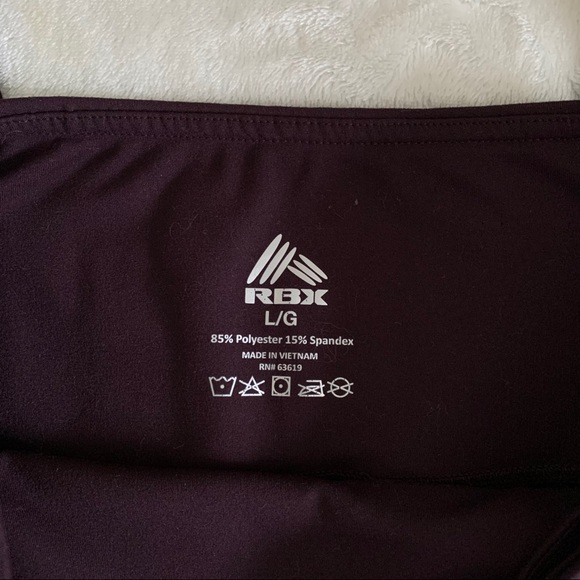 RBX
L/G
85% Polyester 15% Spandex
MADE IN VIETNAM
RN# 63619